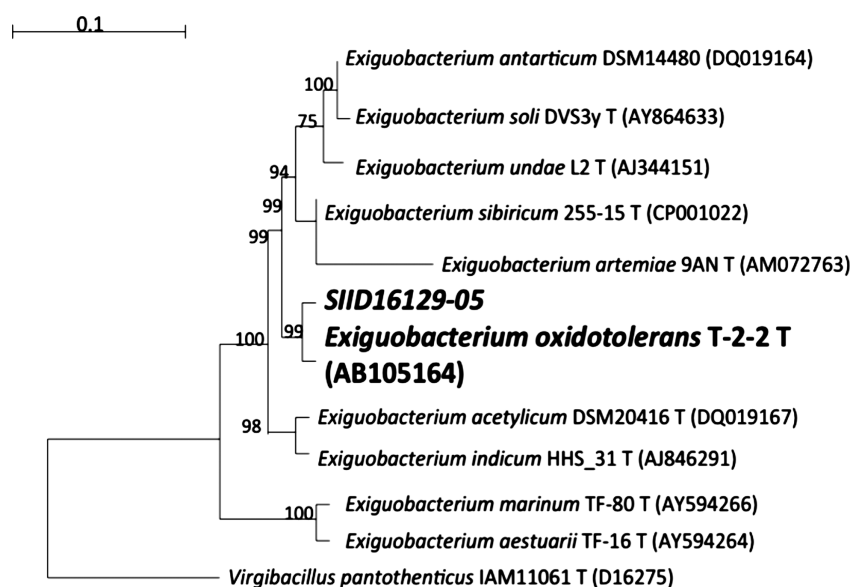 0.1
Exiguobacterium antarticum DSM14480 (DQ019164)
100
75
Exiguobacterium soli DVS3y T (AY864633)
Exiguobacterium undae L2 T (AJ344151)
94
99
Exiguobacterium sibiricum 255-15 T (CP001022)
99
Exiguobacterium artemiae 9AN T (AM072763)
SIID16129-05
100
99
Exiguobacterium oxidotolerans T-2-2 T
(AB105164)
Exiguobacterium acetylicum DSM20416 T (DQ019167)
98
Exiguobacterium indicum HHS_31 T (AJ846291)
Exiguobacterium marinum TF-80 T (AY594266)
100
Exiguobacterium aestuarii TF-16 T (AY594264)
Virgibacillus pantothenticus IAM11061 T (D16275)